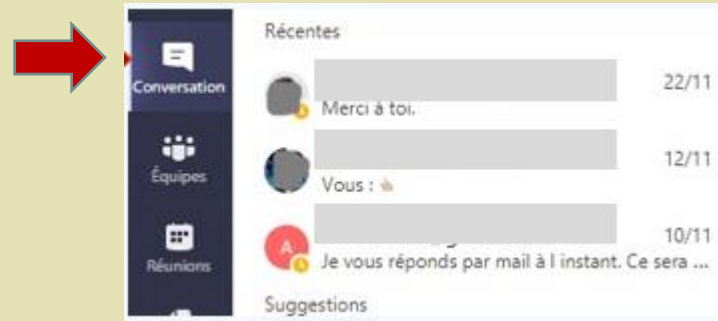 Récentes
Conversation
22/11
Merci à toi.
Équipes
12/11
Vous : 👆🏻
Réunions
10/11
A
Je vous réponds par mail à l instant. Ce sera ...
Suggestions